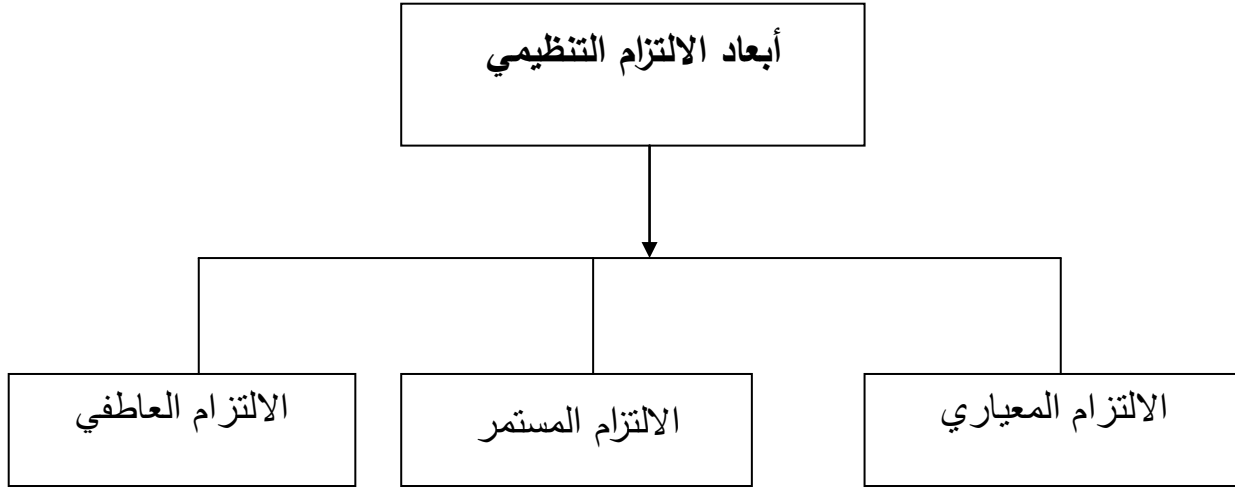 أبعاد الالتزام التنظيمي
الالتزام المعياري
الالتزام المستمر
الالتزام العاطفي